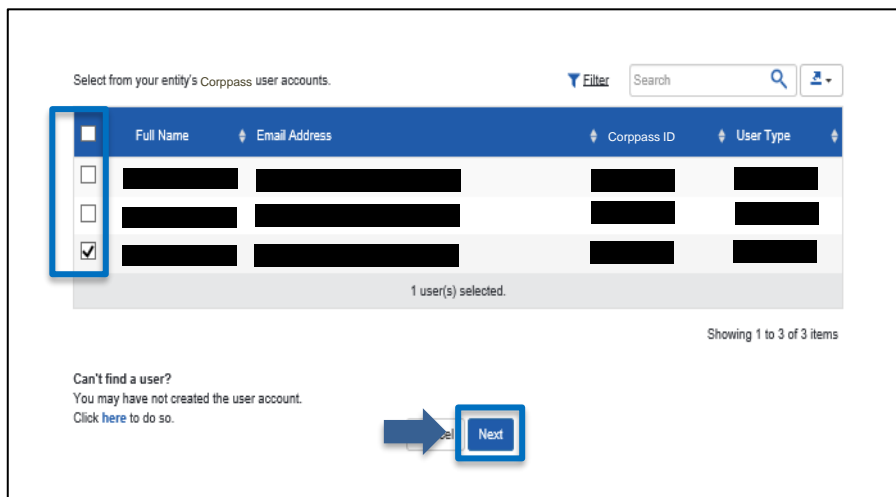 Select from your entity's Corppass user accounts.
Filter
Search
Full Name Email Address Corppass ID User Type
1 user(s) selected.
Showing 1 to 3 of 3 items
Can't find a user?
You may have not created the user account.
Click here to do so.
Next